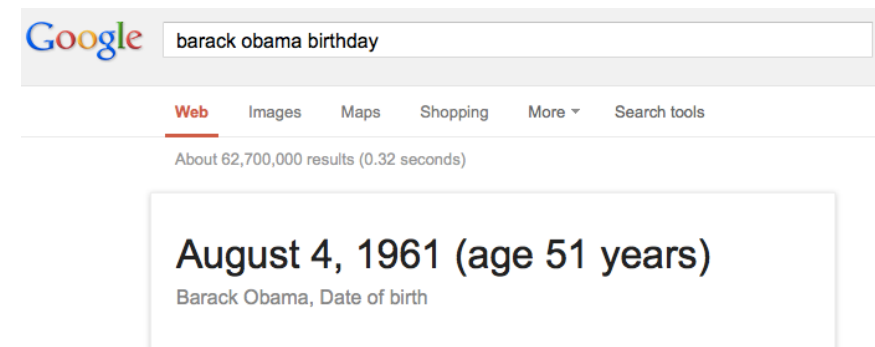 Google barack obama birthday
Web Images Maps Shopping More Search tools
About 62,700,000 results (0.32 seconds)
August 4, 1961 (age 51 years)
Barack Obama, Date of birth